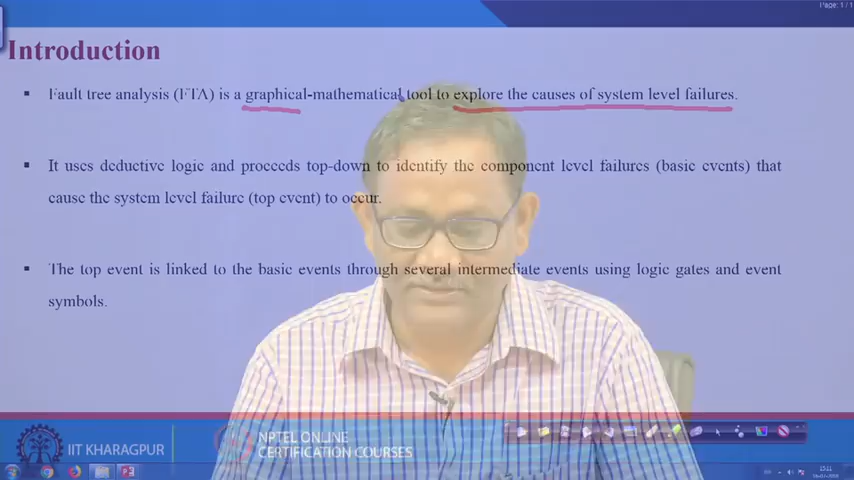 Page: 1 / 1
Introduction
▪ Fault tree analysis (FTA) is a graphical-mathematical tool to explore the causes of system level failures.
▪ It uses deductive logic and proceeds top-down to identify the component level failures (basic events) that
cause the system level failure (top event) to occur.
▪ The top event is linked to the basic events through several intermediate events using logic gates and event
symbols.
IIT KHARAGPUR
NPTEL ONLINE
CERTIFICATION COURSES